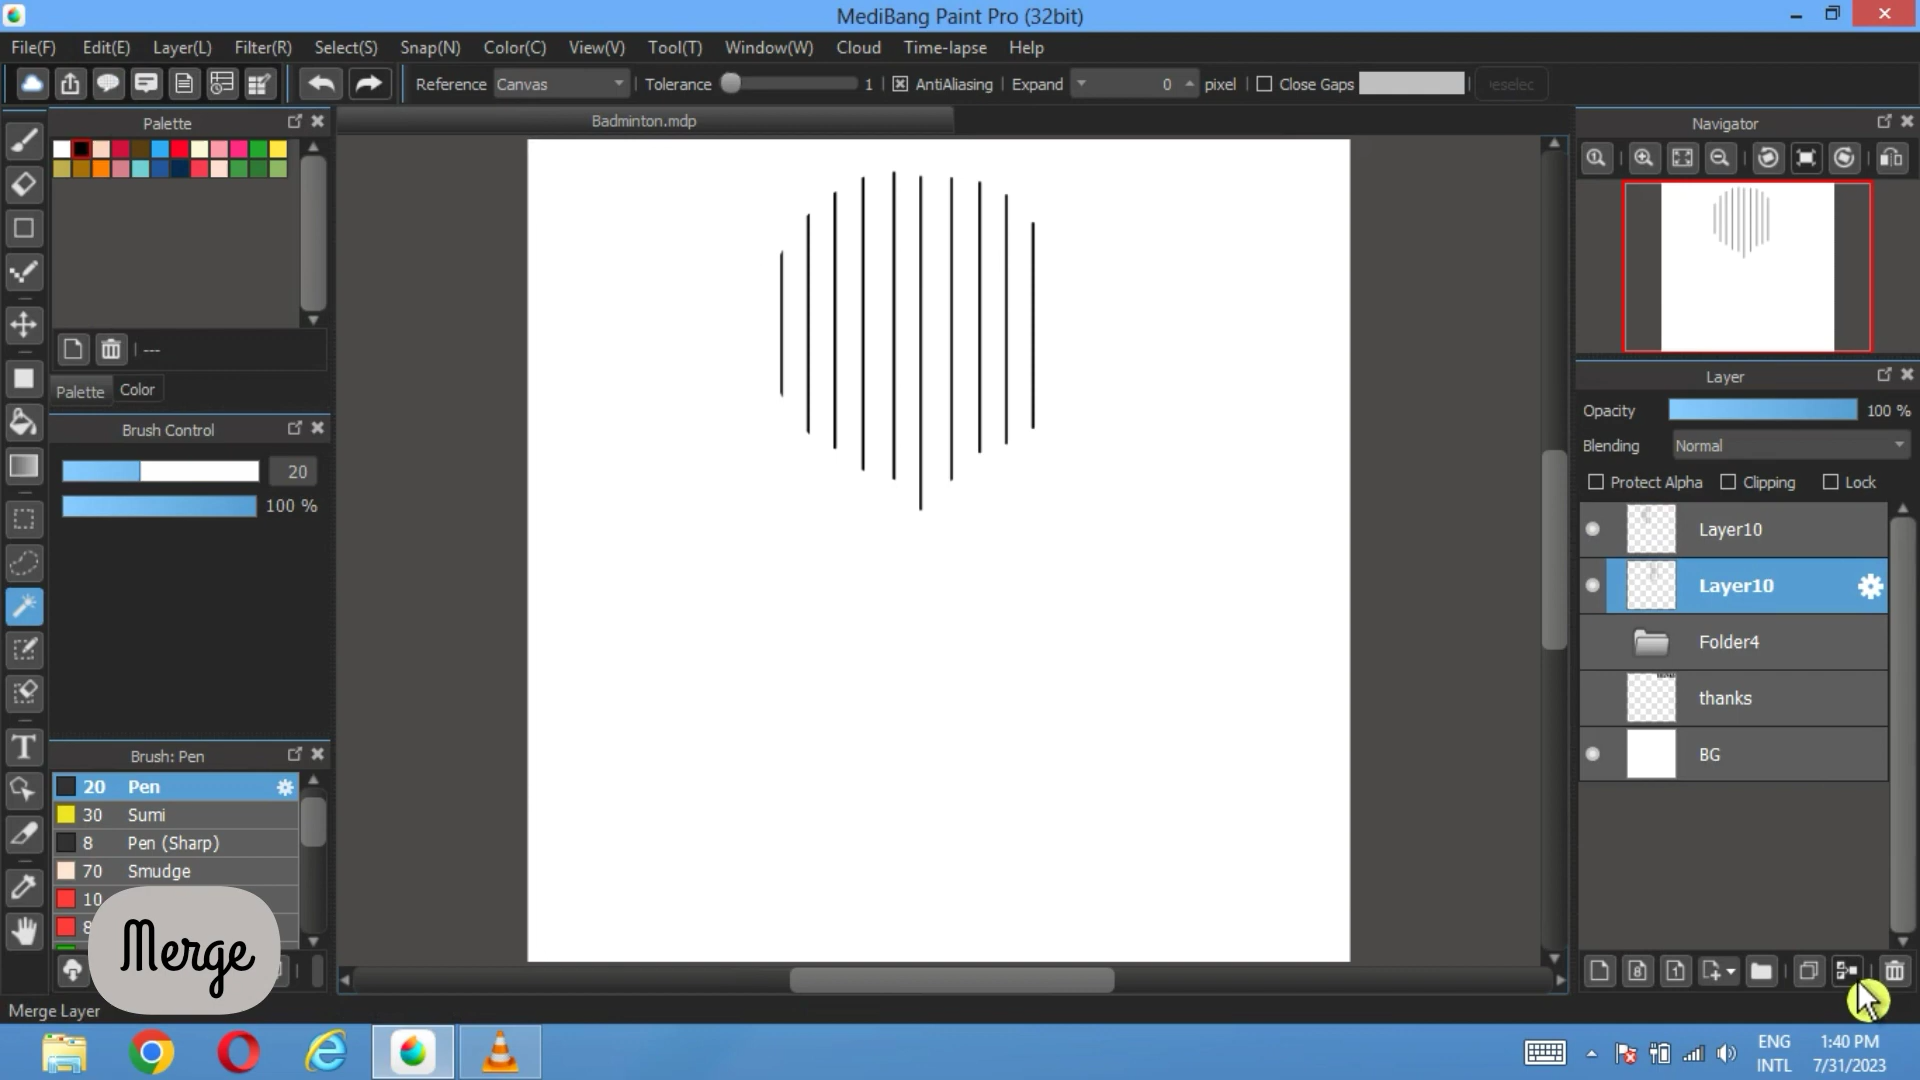 MediBang Paint Pro (32bit)
File(F) Edit(E) Layer(L) Filter(R) Select(S) Snap(N) Color(C) View(V) Tool(T) Window(W) Cloud Time-lapse Help
Reference Canvas Tolerance 1 AntiAliasing Expand 0 pixel Close Gaps
Palette
Badminton.mdp
Navigator
---
Palette Color
Layer
Opacity 100 %
Blending Normal
Protect Alpha Clipping Lock
Brush Control
20
100 %
Layer10
Layer10
Folder4
thanks
BG
Brush: Pen
20 Pen
30 Sumi
8 Pen (Sharp)
70 Smudge
10
8
Merge
Merge Layer
ENG
INTL
1:40 PM
7/31/2023